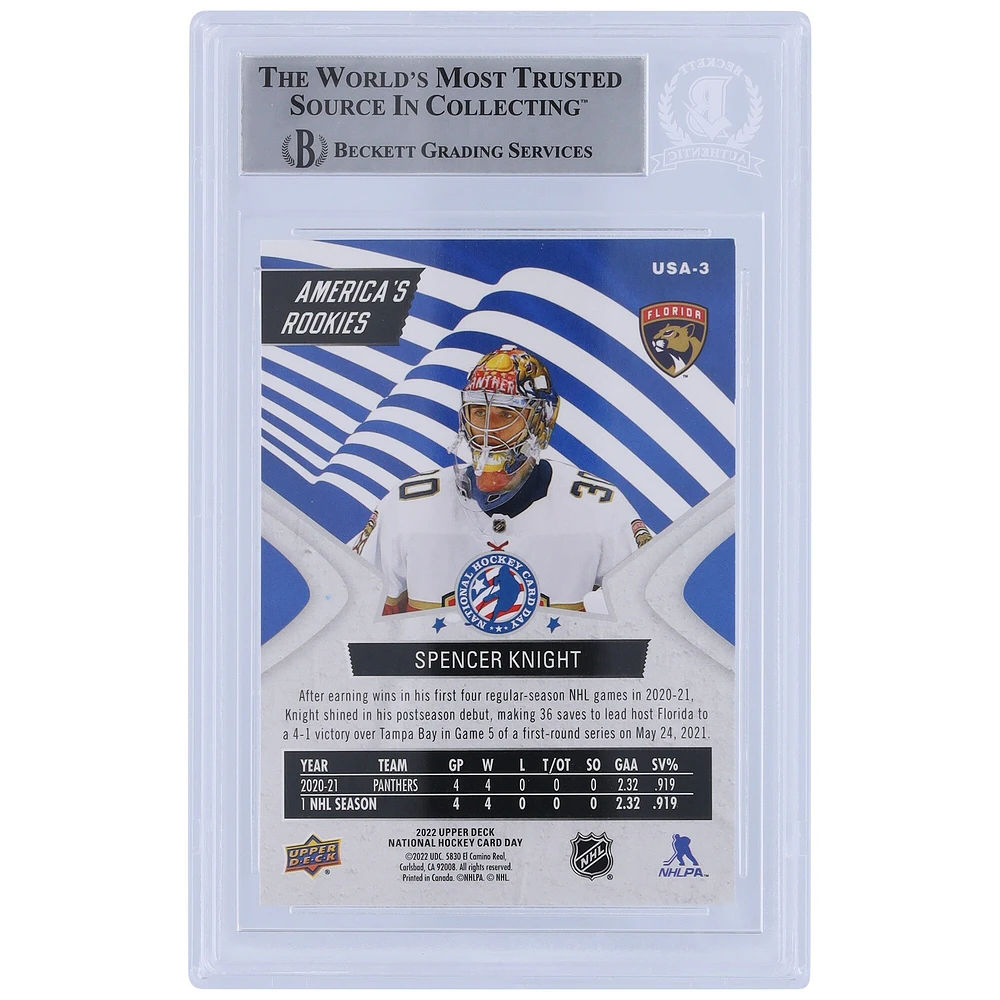 THE WORLD'S MOST TRUSTED
SOURCE IN COLLECTING™
B BECKETT GRADING SERVICES
BECKETT
B
AUTHENTIC
AMERICA'S
ROOKIES
USA-3
FLORIDA
PANTHER
30 30
NATIONAL HOCKEY CARD DAY
SPENCER KNIGHT
After earning wins in his first four regular-season NHL games in 2020-21,
Knight shined in his postseason debut, making 36 saves to lead host Florida to
a 4-1 victory over Tampa Bay in Game 5 of a first-round series on May 24, 2021.
YEAR TEAM GP W L T/OT SO GAA SV%
2020-21 PANTHERS 4 4 0 0 0 2.32 .919
1 NHL SEASON 4 4 0 0 0 2.32 .919
2022 UPPER DECK
NATIONAL HOCKEY CARD DAY
©2022 UDC. 5830 El Camino Real,
Carlsbad, CA 92008. All rights reserved.
Printed in Canada. ©NHLPA. © NHL.
UPPER
DECK®
NHL®
NHLPA™